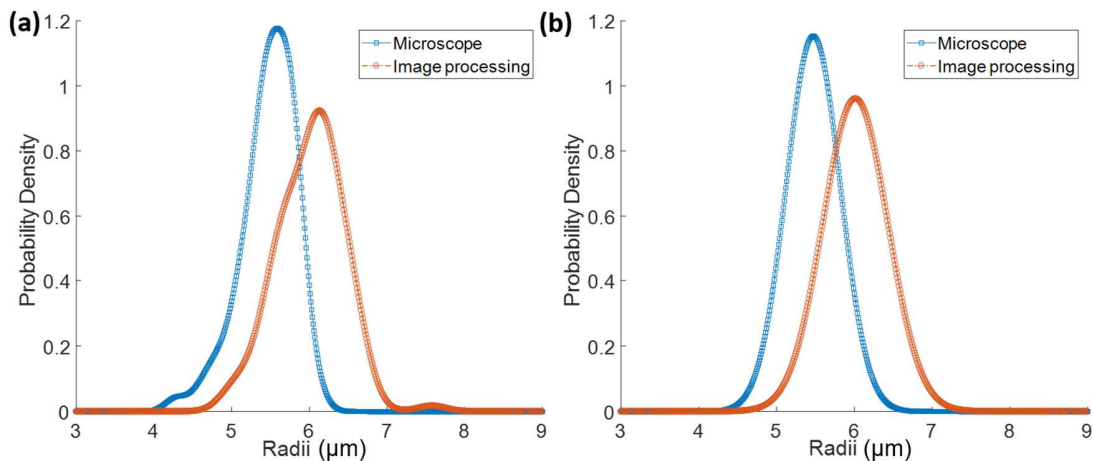 (a)
1.2
1
0.8
0.6
0.4
0.2
0
3 4 5 6 7 8 9
Probability Density
Radii (μm)
Microscope
Image processing
(b)
1.2
1
0.8
0.6
0.4
0.2
0
3 4 5 6 7 8 9
Probability Density
Radii (μm)
Microscope
Image processing